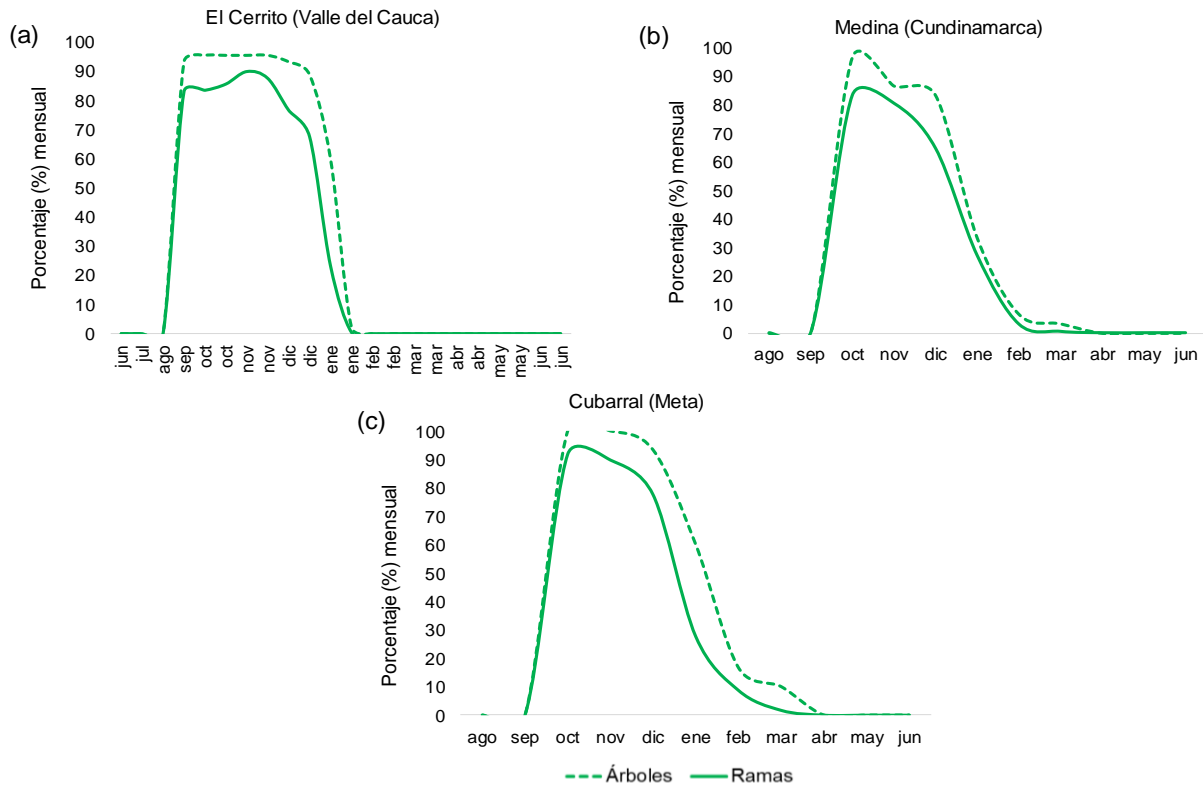 El Cerrito (Valle del Cauca)
(a)
Porcentaje (%) mensual
100
90
80
70
60
50
40
30
20
10
0
jun jul ago sep oct oct nov nov dic dic ene ene feb feb mar mar abr abr may may jun jun
Medina (Cundinamarca)
(b)
Porcentaje (%) mensual
100
90
80
70
60
50
40
30
20
10
0
ago sep oct nov dic ene feb mar abr may jun
Cubarral (Meta)
(c)
Porcentaje (%) mensual
100
90
80
70
60
50
40
30
20
10
0
ago sep oct nov dic ene feb mar abr may jun
Árboles Ramas